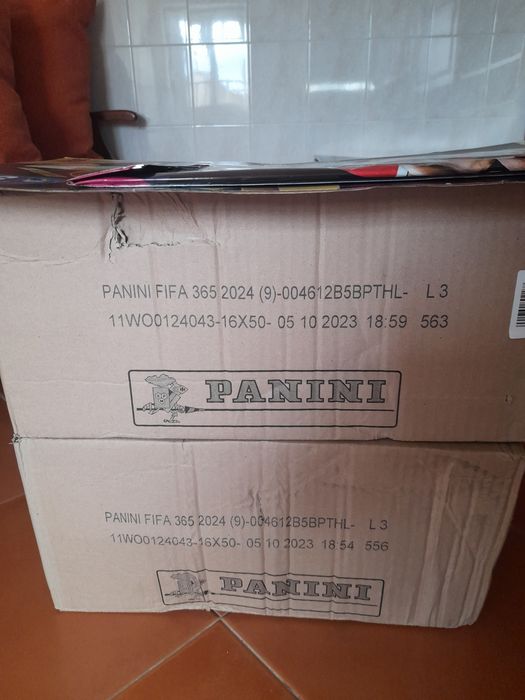 PANINI FIFA 365 2024 (9)-004612B5BPTHL- L 3
11WO0124043-16X50- 05 10 2023 18:59 563
PANINI
PANINI FIFA 365 2024 (9)-004612B5BPTHL- L 3
11WO0124043-16X50- 05 10 2023 18:54 556
PANINI